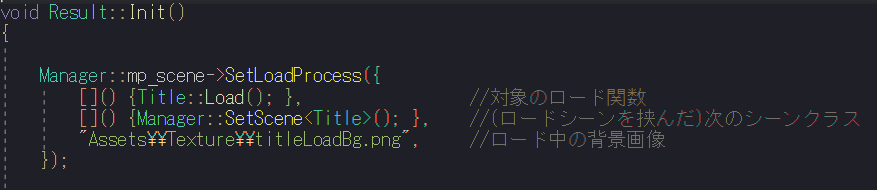 void Result::Init()
{
Manager::mp_scene->SetLoadProcess({
[]() {Title::Load(); }, //対象のロード関数
[]() {Manager::SetScene<Title>(); }, //(ロードシーンを挟んだ)次のシーンクラス
"Assets¥¥Texture¥¥titleLoadBg.png", //ロード中の背景画像
});